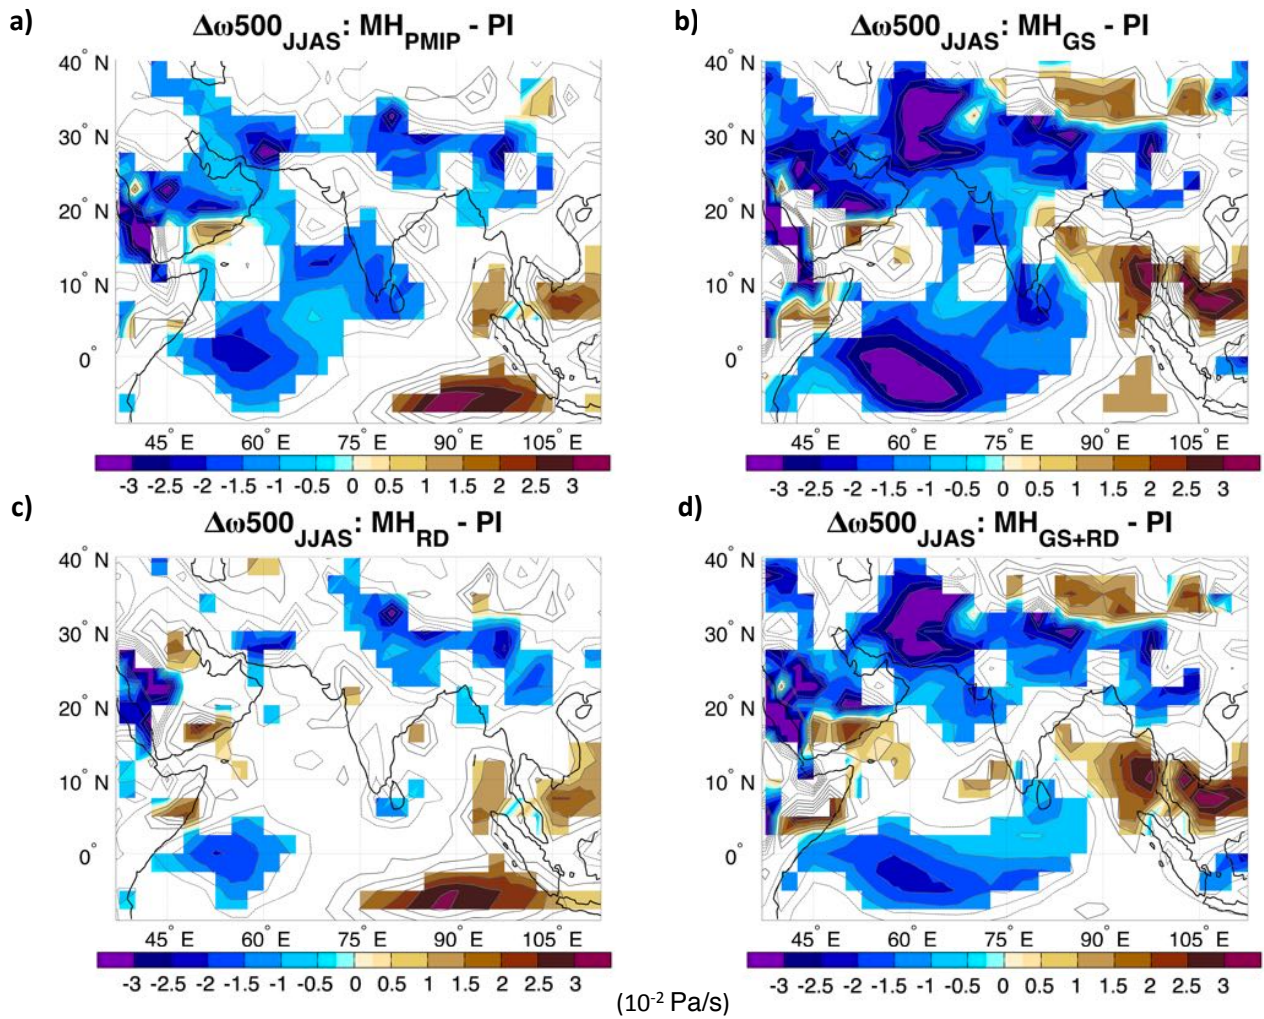 a)
Δω500JJAS: MHPMIP - PI
40° N
30° N
20° N
10° N
0°
45° E 60° E 75° E 90° E 105° E
-3 -2.5 -2 -1.5 -1 -0.5 0 0.5 1 1.5 2 2.5 3
b)
Δω500JJAS: MHGS - PI
40° N
30° N
20° N
10° N
0°
45° E 60° E 75° E 90° E 105° E
-3 -2.5 -2 -1.5 -1 -0.5 0 0.5 1 1.5 2 2.5 3
c)
Δω500JJAS: MHRD - PI
40° N
30° N
20° N
10° N
0°
45° E 60° E 75° E 90° E 105° E
-3 -2.5 -2 -1.5 -1 -0.5 0 0.5 1 1.5 2 2.5 3
d)
Δω500JJAS: MHGS+RD - PI
40° N
30° N
20° N
10° N
0°
45° E 60° E 75° E 90° E 105° E
-3 -2.5 -2 -1.5 -1 -0.5 0 0.5 1 1.5 2 2.5 3
(10-2 Pa/s)